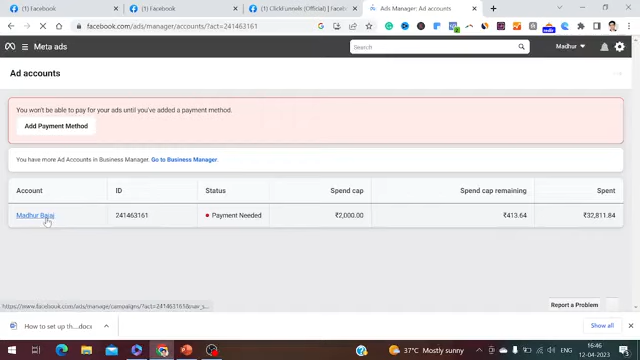 (1) Facebook
(1) Facebook
(1) ClickFunnels (Official) | Faceb
Ads Manager: Ad accounts
facebook.com/ads/manager/accounts/?act=241463161
Meta ads
Search
Madhur
Ad accounts
You won't be able to pay for your ads until you've added a payment method.
Add Payment Method
You have more Ad Accounts in Business Manager. Go to Business Manager
Account ID Status Spend cap Spend cap remaining Spent
Madhur Bajaj 241463161 Payment Needed ₹2,000.00 ₹413.64 ₹32,811.84
https://www.facebook.com/ads/manage/campaigns/?act=241463161&nav_s...
Report a Problem
How to set up th....docx
Show all
37°C Mostly sunny
ENG
16:46
12-04-2023